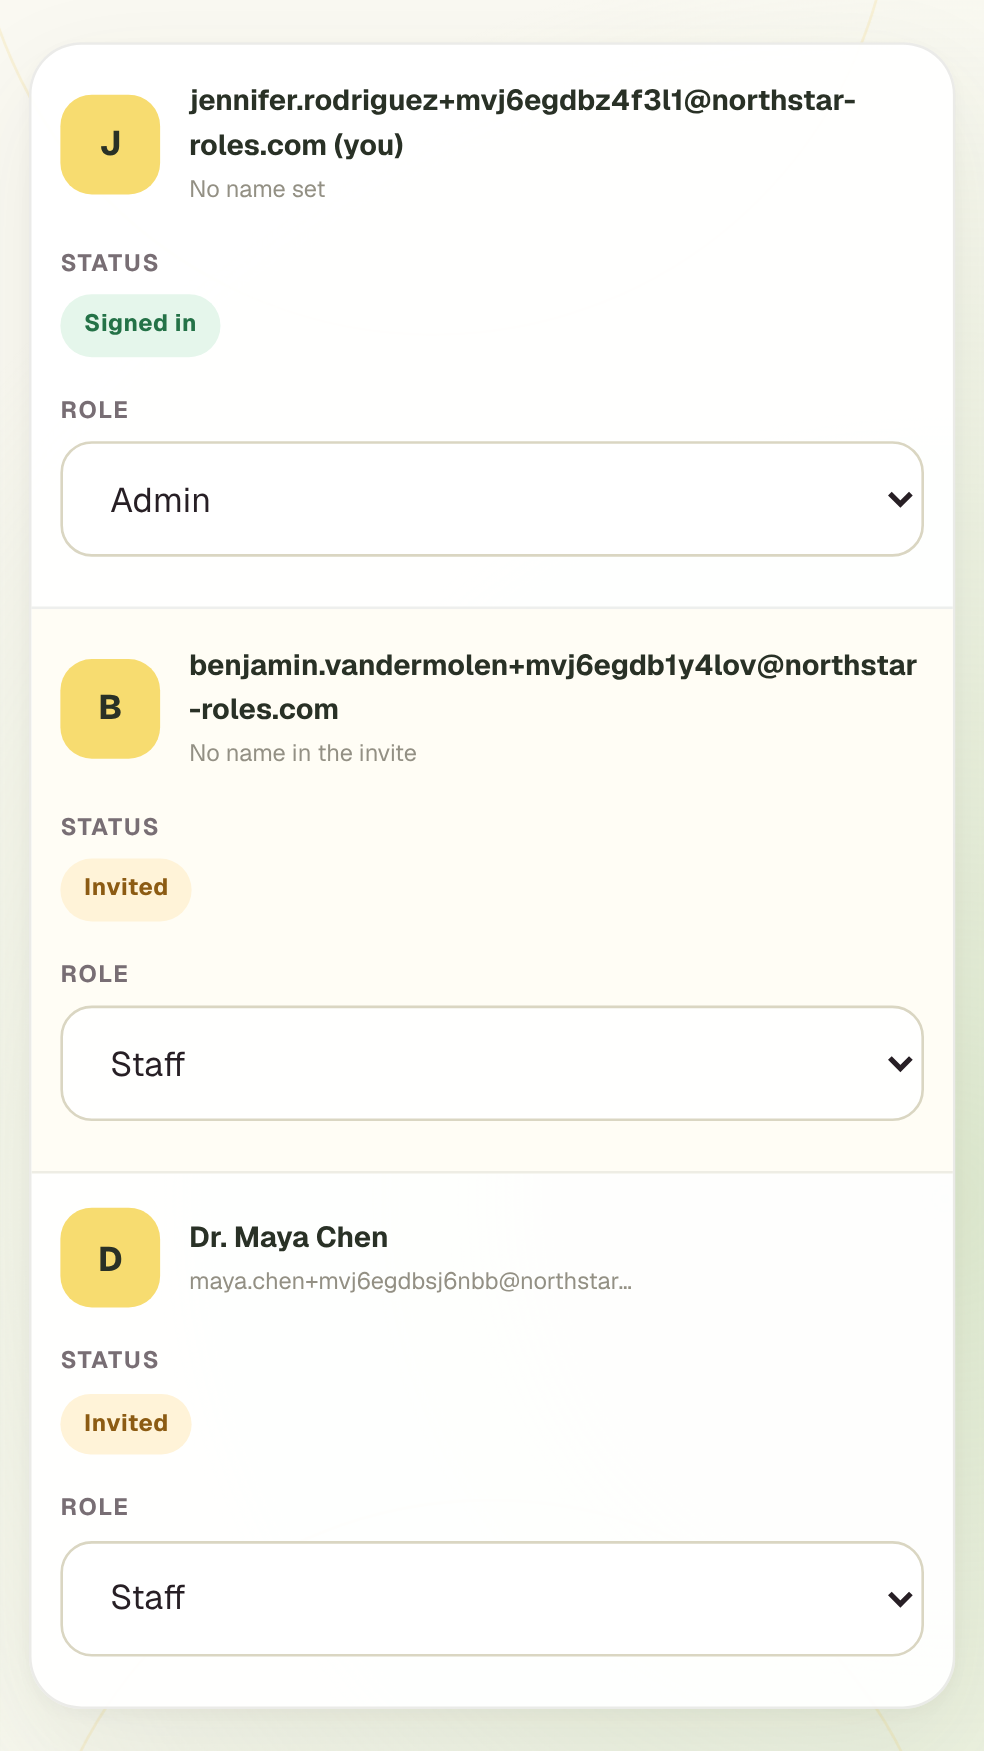 J
jennifer.rodriguez+mvj6egdbz4f3l1@northstar-
roles.com (you)
No name set
STATUS
Signed in
ROLE
Admin
B
benjamin.vandermolen+mvj6egdb1y4lov@northstar
-roles.com
No name in the invite
STATUS
Invited
ROLE
Staff
D
Dr. Maya Chen
maya.chen+mvj6egdbsj6nbb@northstar...
STATUS
Invited
ROLE
Staff